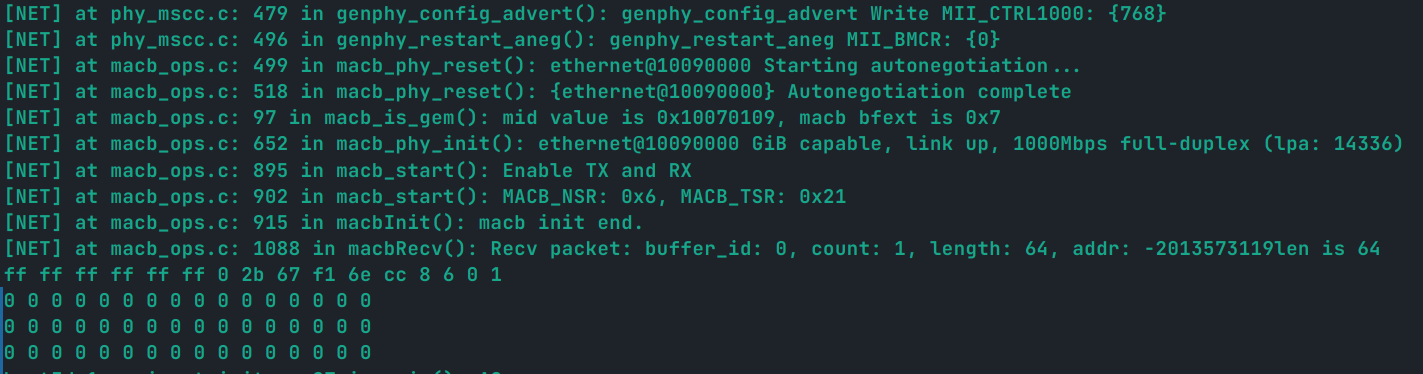 [NET] at phy_mscc.c: 479 in genphy_config_advert(): genphy_config_advert Write MII_CTRL1000: {768}
[NET] at phy_mscc.c: 496 in genphy_restart_aneg(): genphy_restart_aneg MII_BMCR: {0}
[NET] at macb_ops.c: 499 in macb_phy_reset(): ethernet@10090000 Starting autonegotiation...
[NET] at macb_ops.c: 518 in macb_phy_reset(): {ethernet@10090000} Autonegotiation complete
[NET] at macb_ops.c: 97 in macb_is_gem(): mid value is 0x10070109, macb bfext is 0x7
[NET] at macb_ops.c: 652 in macb_phy_init(): ethernet@10090000 GiB capable, link up, 1000Mbps full-duplex (lpa: 14336)
[NET] at macb_ops.c: 895 in macb_start(): Enable TX and RX
[NET] at macb_ops.c: 902 in macb_start(): MACB_NSR: 0x6, MACB_TSR: 0x21
[NET] at macb_ops.c: 915 in macbInit(): macb init end.
[NET] at macb_ops.c: 1088 in macbRecv(): Recv packet: buffer_id: 0, count: 1, length: 64, addr: -2013573119len is 64
ff ff ff ff ff ff 0 2b 67 f1 6e cc 8 6 0 1
0 0 0 0 0 0 0 0 0 0 0 0 0 0 0 0
0 0 0 0 0 0 0 0 0 0 0 0 0 0 0 0
0 0 0 0 0 0 0 0 0 0 0 0 0 0 0 0